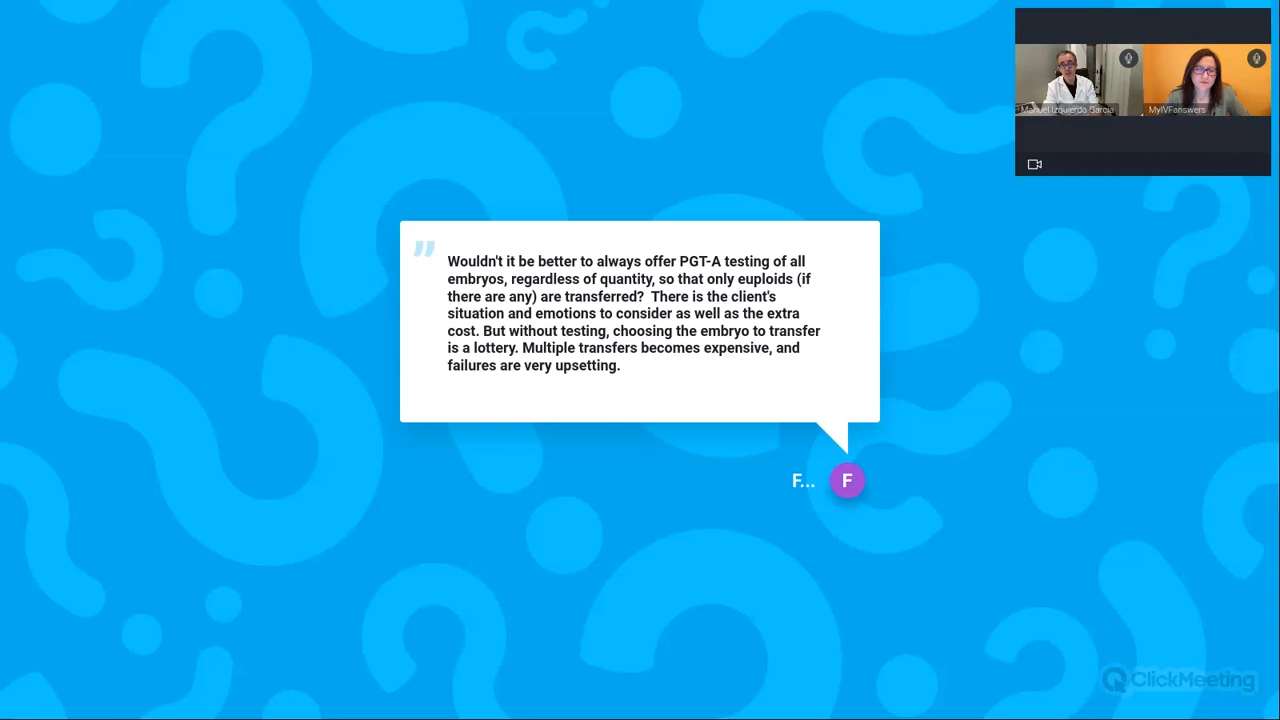 Manuel Izquierdo Garcia
MyIVFanswers
Wouldn't it be better to always offer PGT-A testing of all
embryos, regardless of quantity, so that only euploids (if
there are any) are transferred? There is the client's
situation and emotions to consider as well as the extra
cost. But without testing, choosing the embryo to transfer
is a lottery. Multiple transfers becomes expensive, and
failures are very upsetting.
F... F
ClickMeeting